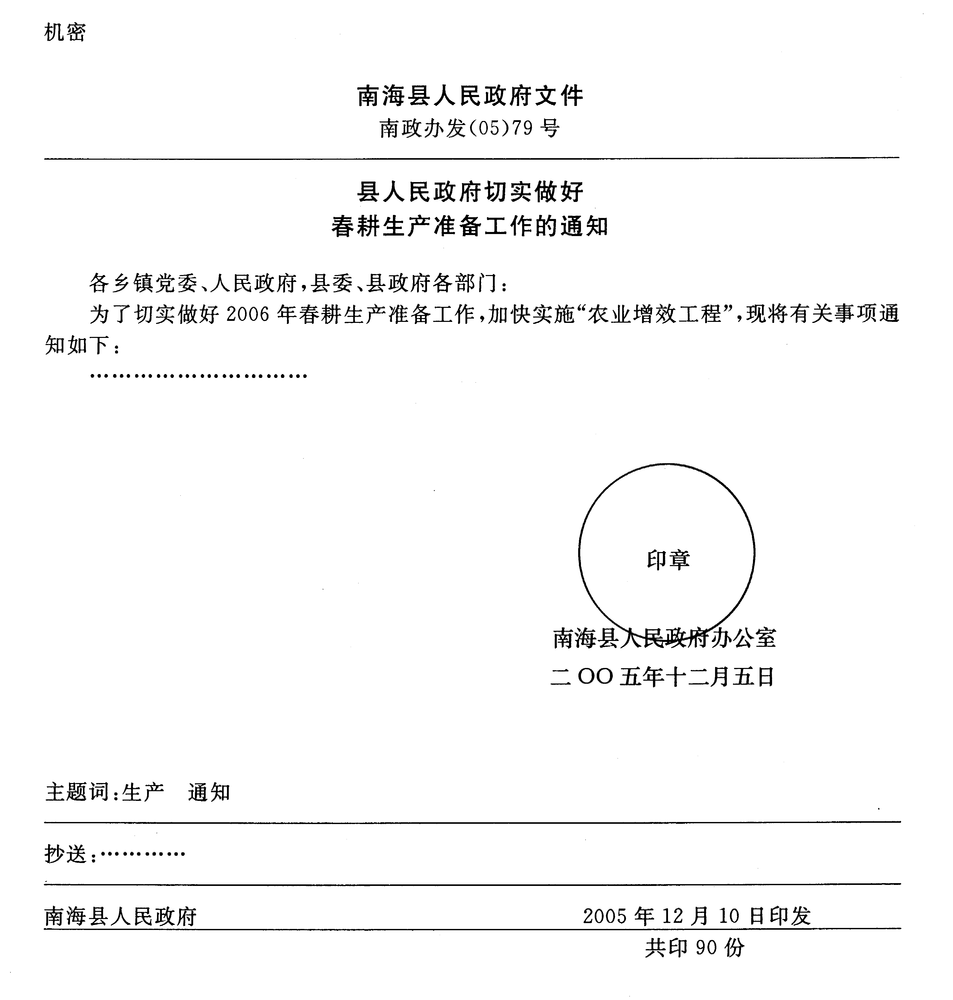 机密
南海县人民政府文件
南政办发(05)79号
县人民政府切实做好
春耕生产准备工作的通知
各乡镇党委、人民政府,县委、县政府各部门:
为了切实做好2006年春耕生产准备工作,加快实施“农业增效工程”,现将有关事项通
知如下:
……………………………
印章
南海县人民政府办公室
二〇〇五年十二月五日
主题词:生产　通知
抄送:…………
南海县人民政府　2005年12月10日印发
共印90份